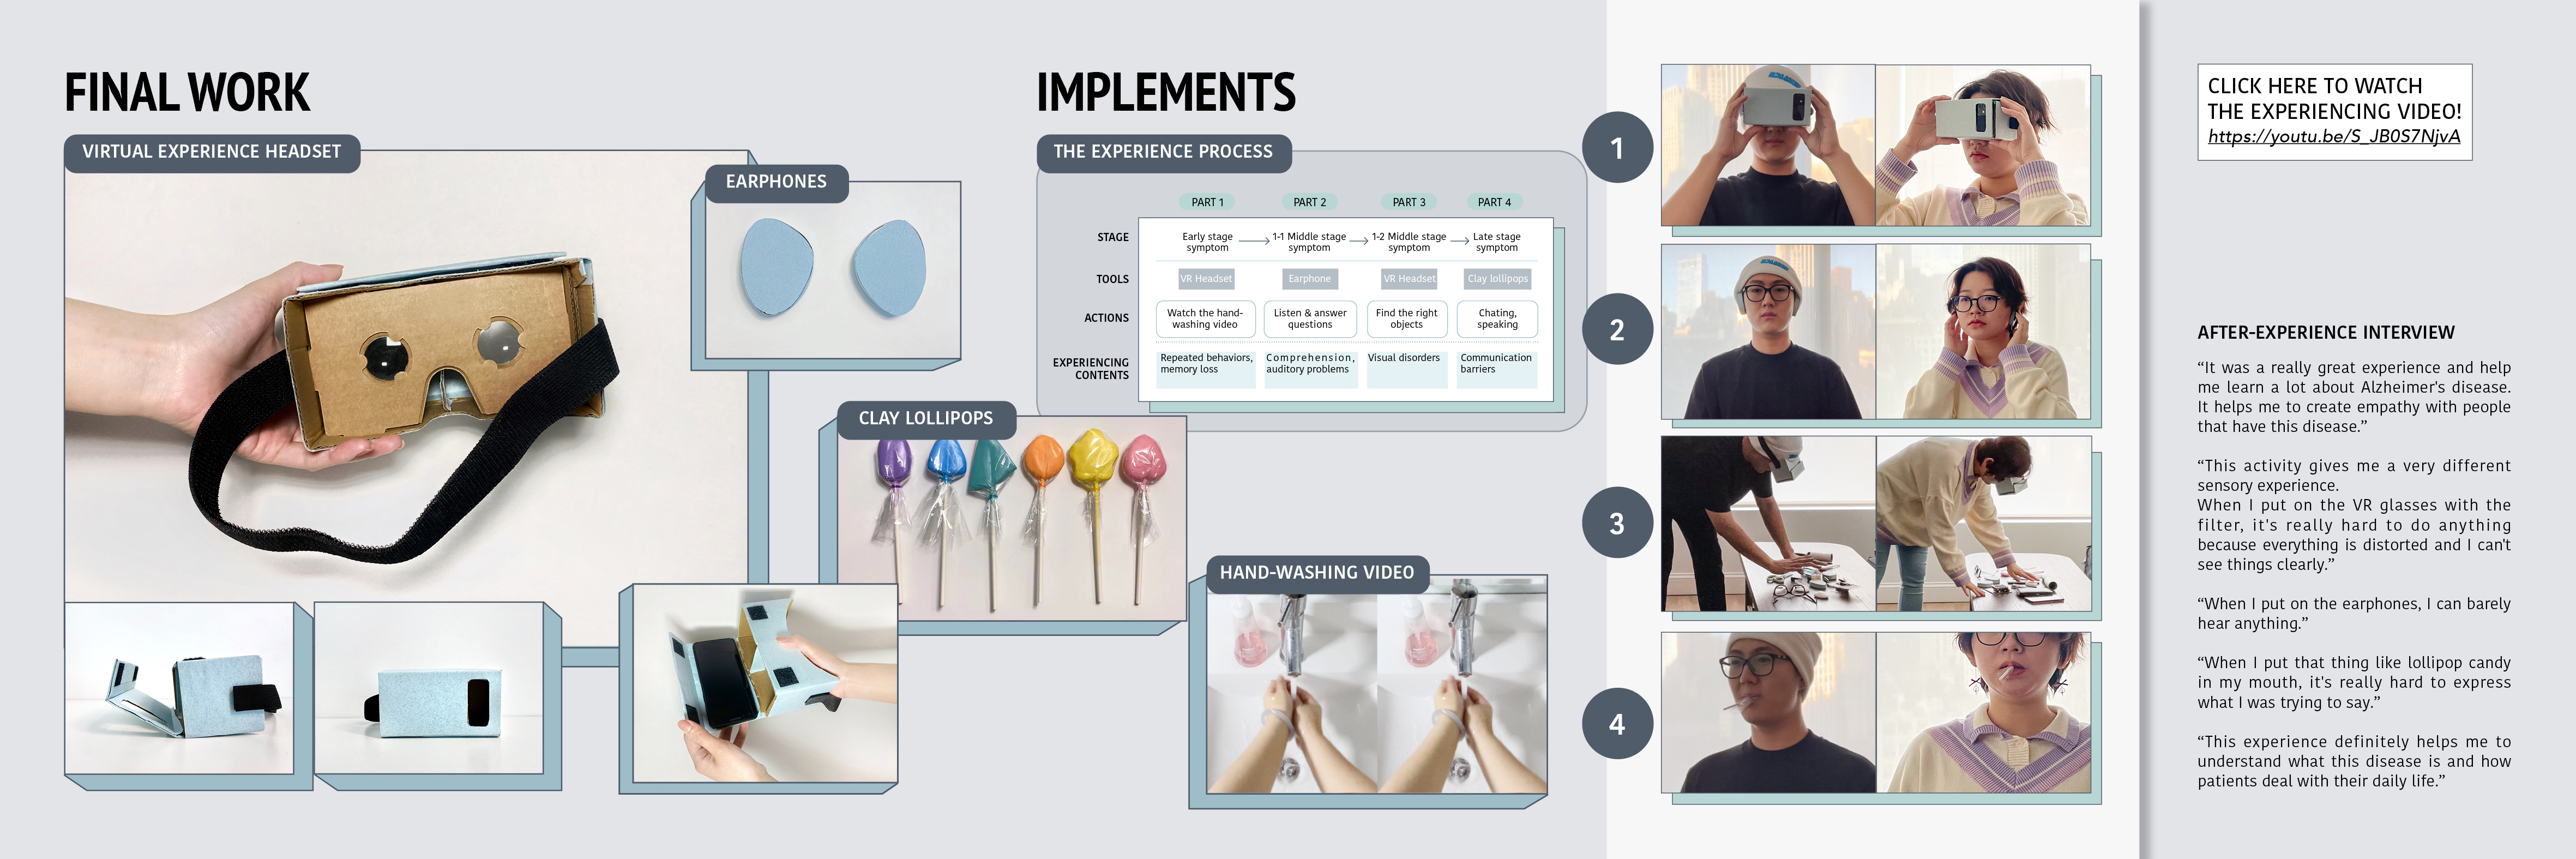 FINAL WORK
VIRTUAL EXPERIENCE HEADSET
EARPHONES
CLAY LOLLIPOPS
HAND-WASHING VIDEO
IMPLEMENTS
THE EXPERIENCE PROCESS
PART 1 PART 2 PART 3 PART 4
STAGE
Early stage
symptom
1-1 Middle stage
symptom
1-2 Middle stage
symptom
Late stage
symptom
TOOLS
VR Headset Earphone VR Headset Clay lollipops
ACTIONS
Watch the hand-
washing video
Listen & answer
questions
Find the right
objects
Chating,
speaking
EXPERIENCING
CONTENTS
Repeated behaviors,
memory loss
Comprehension,
auditory problems
Visual disorders
Communication
barriers
1
2
3
4
CLICK HERE TO WATCH
THE EXPERIENCING VIDEO!
https://youtu.be/S_JB0S7NjvA
AFTER-EXPERIENCE INTERVIEW
“It was a really great experience and help
me learn a lot about Alzheimer's disease.
It helps me to create empathy with people
that have this disease.”
“This activity gives me a very different
sensory experience.
When I put on the VR glasses with the
filter, it's really hard to do anything
because everything is distorted and I can't
see things clearly.”
“When I put on the earphones, I can barely
hear anything.”
“When I put that thing like lollipop candy
in my mouth, it's really hard to express
what I was trying to say.”
“This experience definitely helps me to
understand what this disease is and how
patients deal with their daily life.”